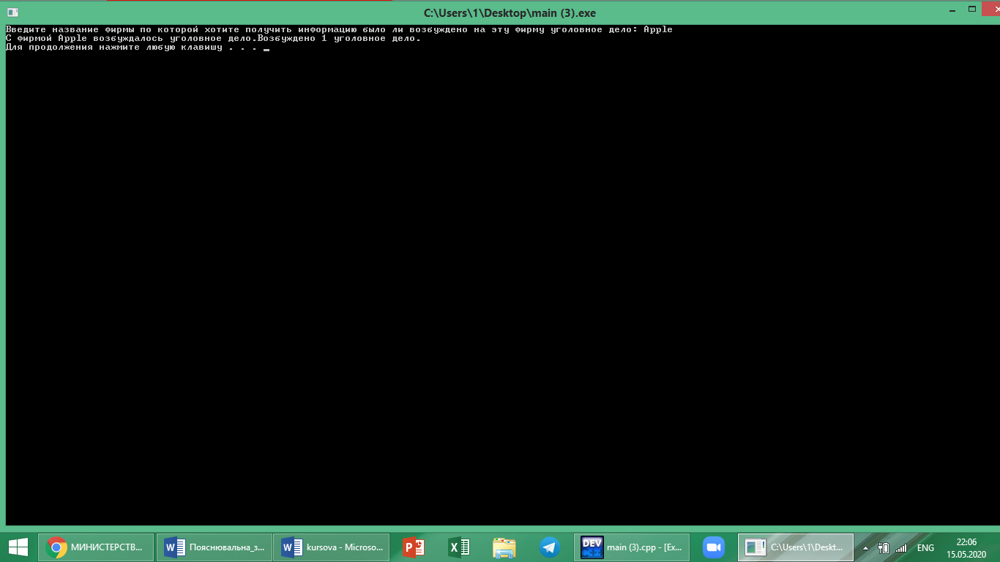 C:\Users\1\Desktop\main (3).exe
Введите название фирмы по которой хотите получить информацию было ли возбуждено на эту фирму уголовное дело: Apple
С фирмой Apple возбуждалось уголовное дело.Возбуждено 1 уголовное дело.
Для продолжения нажмите любую клавишу . . .
МИНИСТЕРСТВ...
Пояснювальна_з...
kursova - Microso...
DEV C++
main (3).cpp - [Ex...
C:\Users\1\Deskt...
ENG
22:06
15.05.2020